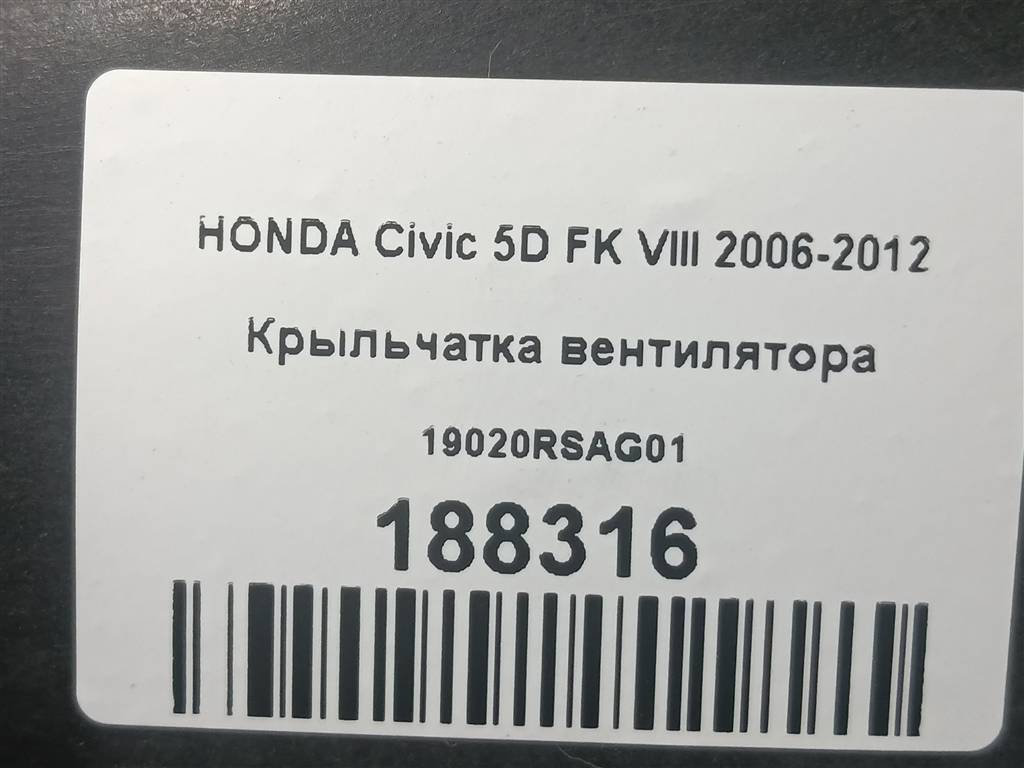 HONDA Civic 5D FK VIII 2006-2012
Крыльчатка вентилятора
19020RSAG01
188316